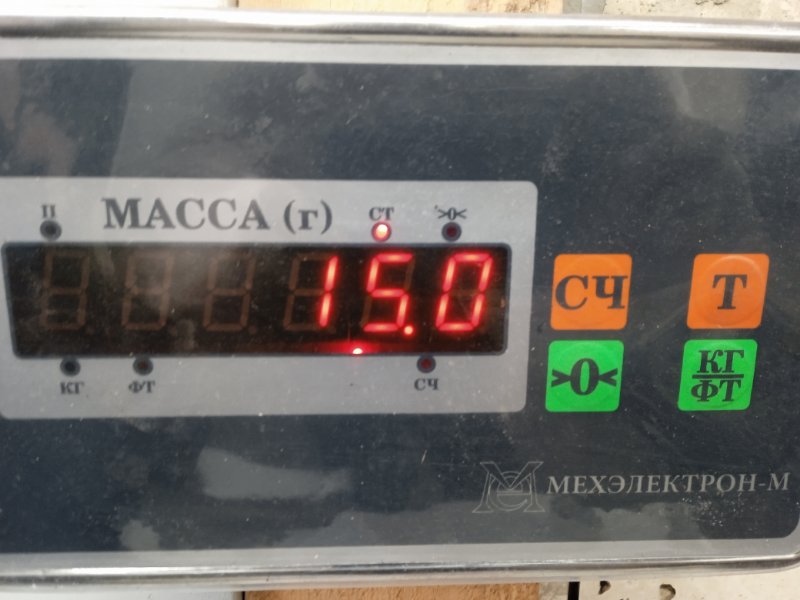 П МАССА (г) СТ >0<
15.0
КГ ФТ СЧ
СЧ Т
>0< КГ/ФТ
МЕХЭЛЕКТРОН-М